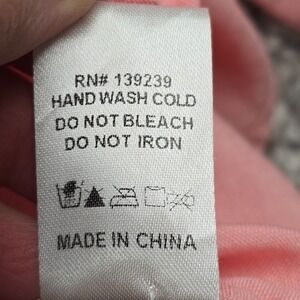 RN# 139239
HAND WASH COLD
DO NOT BLEACH
DO NOT IRON
MADE IN CHINA